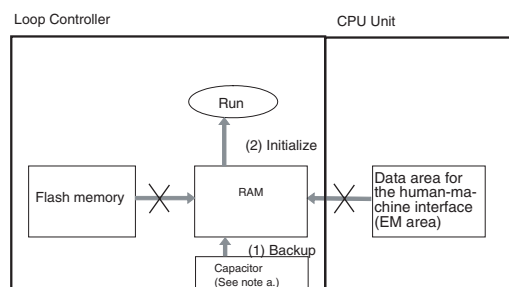 Loop Controller
CPU Unit
Run
(2) Initialize
Flash memory
RAM
Data area for
the human-ma-
chine interface
(EM area)
(1) Backup
Capacitor
(See note a.)